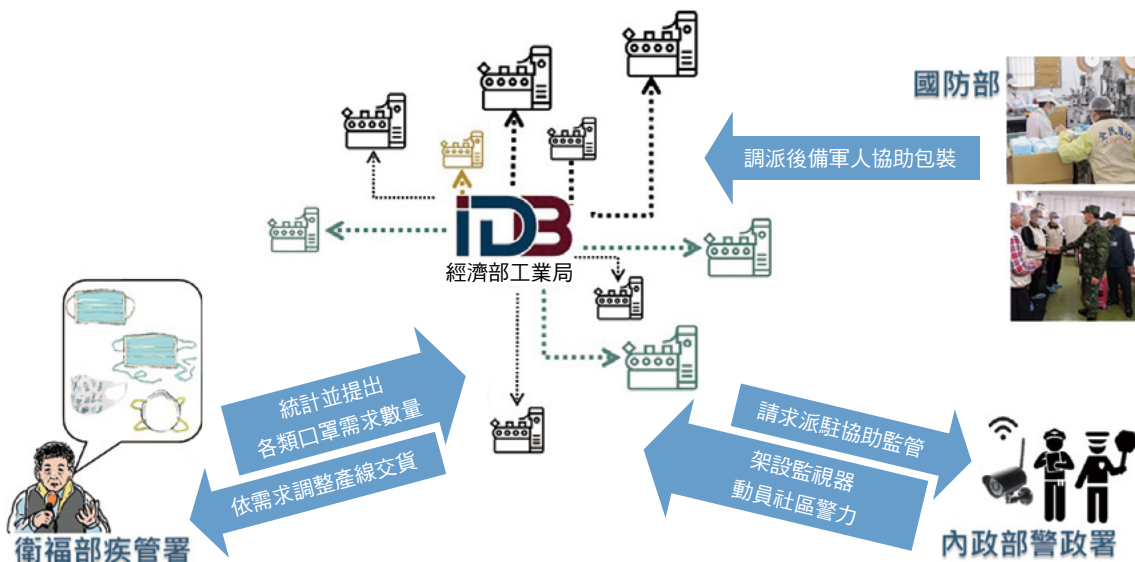 國防部
調派後備軍人協助包裝
IDB
經濟部工業局
統計並提出
各類口罩需求數量
依需求調整產線交貨
衛福部疾管署
請求派駐協助監管
架設監視器
動員社區警力
內政部警政署